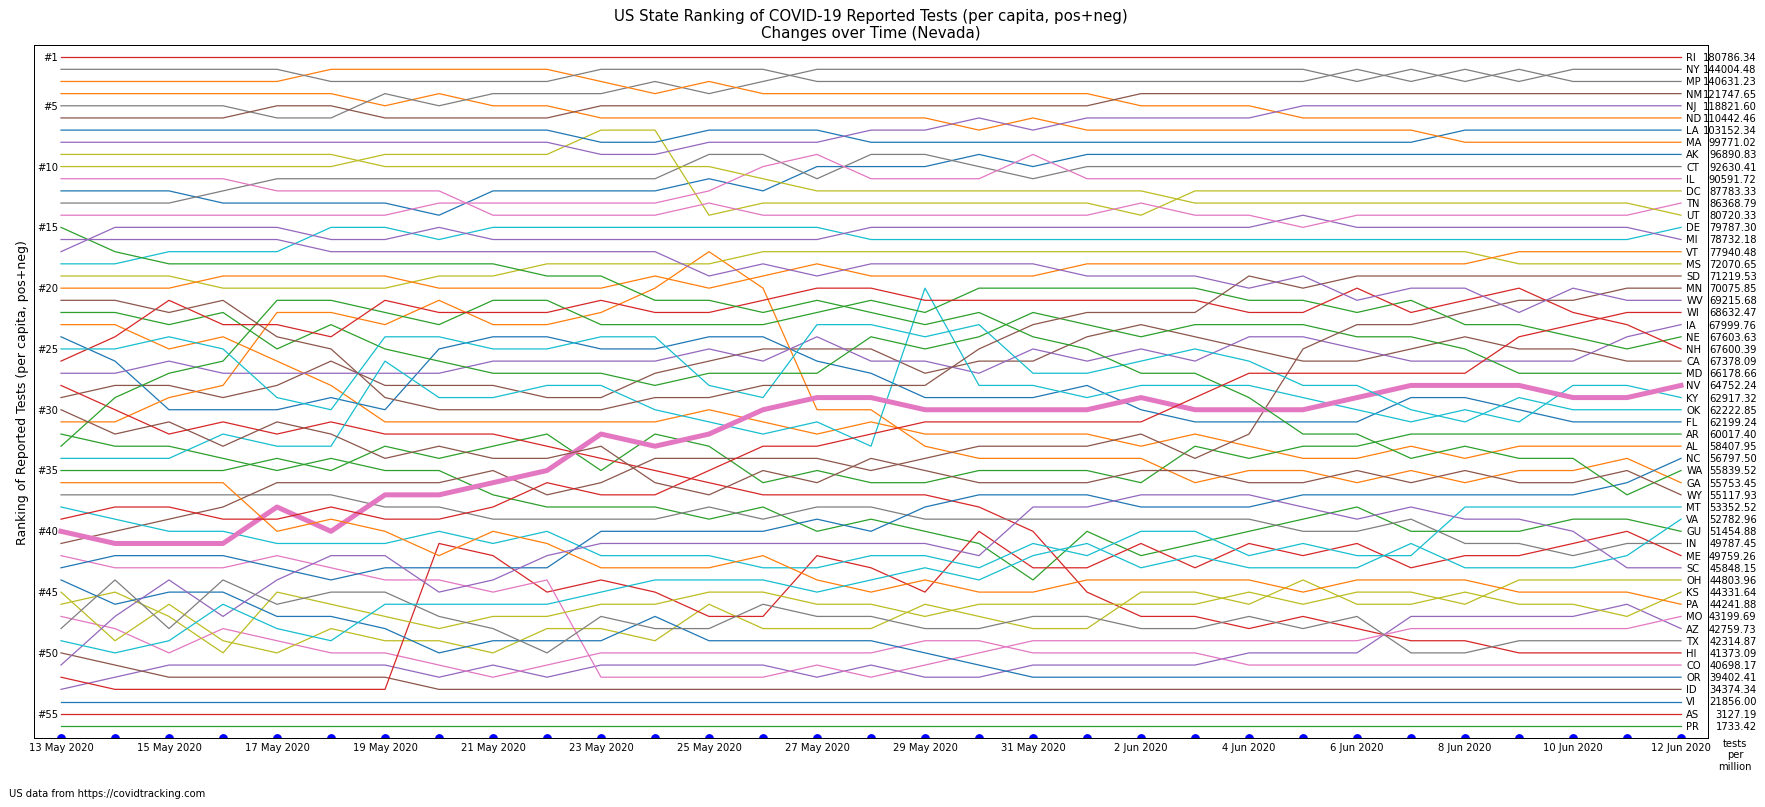 US State Ranking of COVID-19 Reported Tests (per capita, pos+neg)
Changes over Time (Nevada)
Ranking of Reported Tests (per capita, pos+neg)
#1
#5
#10
#15
#20
#25
#30
#35
#40
#45
#50
#55
RI 180786.34
NY 144004.48
MP 140631.23
NM 121747.65
NJ 118821.60
ND 110442.46
LA 103152.34
MA 99771.02
AK 96890.83
CT 92630.41
IL 90591.72
DC 87783.33
TN 86368.79
UT 80720.33
DE 79787.30
MI 78732.18
VT 77940.48
MS 72070.65
SD 71219.53
MN 70075.85
WV 69215.68
WI 68632.47
IA 67999.76
NE 67603.63
NH 67600.39
CA 67378.09
MD 66178.66
NV 64752.24
KY 62917.32
OK 62222.85
FL 62199.24
AR 60017.40
AL 58407.95
NC 56797.50
WA 55839.52
GA 55753.45
WY 55117.93
MT 53352.52
VA 52782.96
GU 51454.88
IN 49787.45
ME 49759.26
SC 45848.15
OH 44803.96
KS 44331.64
PA 44241.88
MO 43199.69
AZ 42759.73
TX 42314.87
HI 41373.09
CO 40698.17
OR 39402.41
ID 34374.34
VI 21856.00
AS 3127.19
PR 1733.42
13 May 2020 15 May 2020 17 May 2020 19 May 2020 21 May 2020 23 May 2020 25 May 2020 27 May 2020 29 May 2020 31 May 2020 2 Jun 2020 4 Jun 2020 6 Jun 2020 8 Jun 2020 10 Jun 2020 12 Jun 2020
tests
per
million
US data from https://covidtracking.com